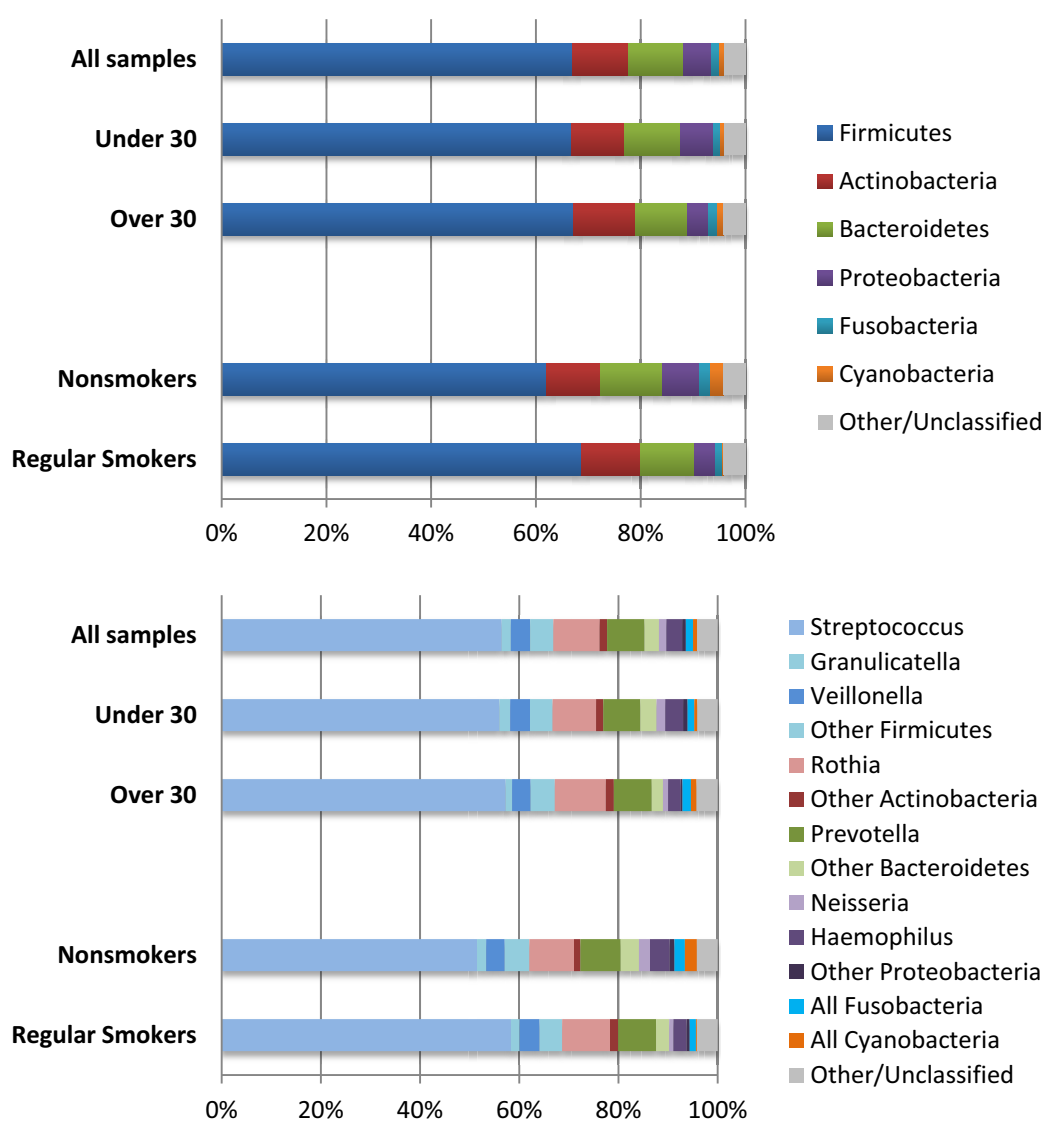 All samples
Under 30
Over 30
Nonsmokers
Regular Smokers
0% 20% 40% 60% 80% 100%
Firmicutes
Actinobacteria
Bacteroidetes
Proteobacteria
Fusobacteria
Cyanobacteria
Other/Unclassified
All samples
Under 30
Over 30
Nonsmokers
Regular Smokers
0% 20% 40% 60% 80% 100%
Streptococcus
Granulicatella
Veillonella
Other Firmicutes
Rothia
Other Actinobacteria
Prevotella
Other Bacteroidetes
Neisseria
Haemophilus
Other Proteobacteria
All Fusobacteria
All Cyanobacteria
Other/Unclassified